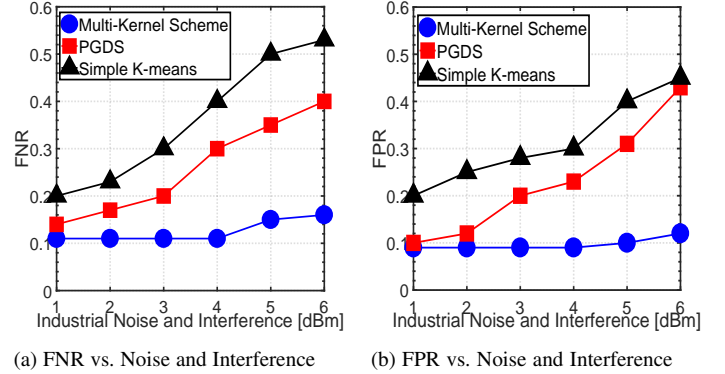 0.6
0.5
0.4
0.3
0.2
0.1
0
FNR
Multi-Kernel Scheme
PGDS
Simple K-means
1 2 3 4 5 6
Industrial Noise and Interference [dBm]
(a) FNR vs. Noise and Interference
0.6
0.5
0.4
0.3
0.2
0.1
0
FPR
Multi-Kernel Scheme
PGDS
Simple K-means
1 2 3 4 5 6
Industrial Noise and Interference [dBm]
(b) FPR vs. Noise and Interference